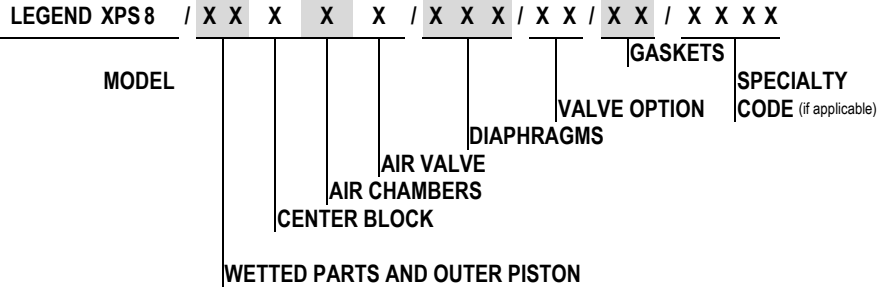 LEGEND XPS 8 / X X X X X / X X X / X X / X X / X X X X
GASKETS
MODEL SPECIALTY
VALVE OPTION CODE (if applicable)
DIAPHRAGMS
AIR VALVE
AIR CHAMBERS
CENTER BLOCK
WETTED PARTS AND OUTER PISTON